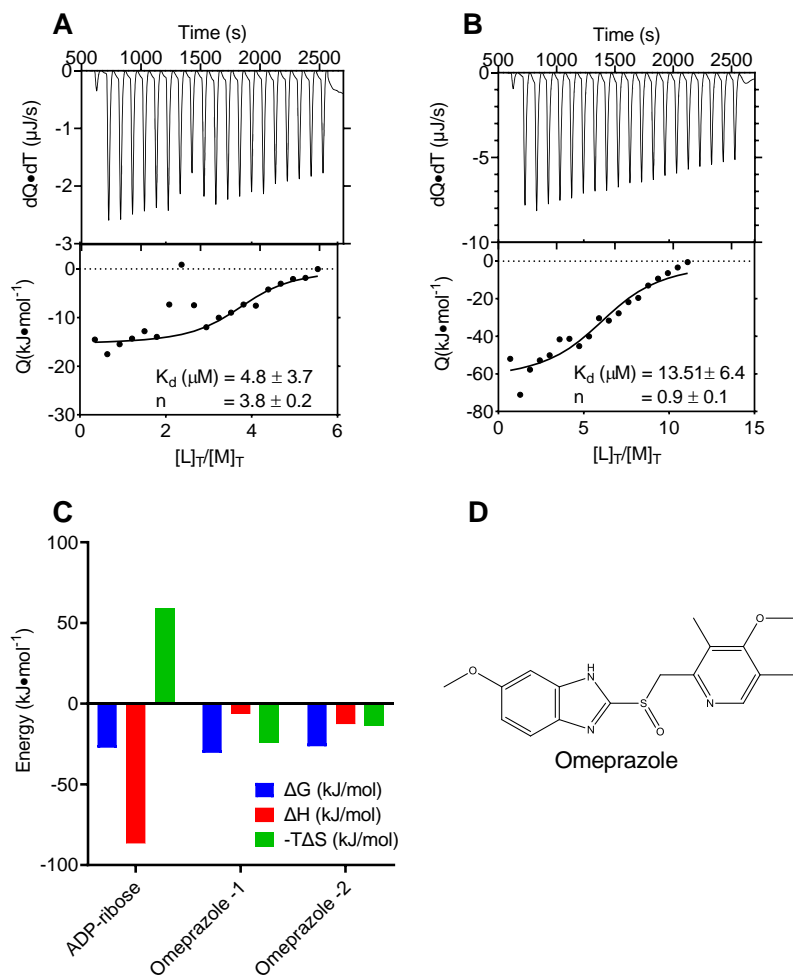 A
Time (s)
500 1000 1500 2000 2500
0
-1
-2
-3
dQ•dT (µJ/s)
0
-10
-20
-30
Q(kJ•mol-1)
Kd (µM) = 4.8 ± 3.7
n = 3.8 ± 0.2
0 2 4 6
[L]T/[M]T
B
Time (s)
500 1000 1500 2000 2500
0
-5
-10
dQ•dT (µJ/s)
0
-20
-40
-60
-80
Q(kJ•mol-1)
Kd (µM) = 13.51± 6.4
n = 0.9 ± 0.1
0 5 10 15
[L]T/[M]T
C
100
50
0
-50
-100
Energy (kJ•mol-1)
ΔG (kJ/mol)
ΔH (kJ/mol)
-TΔS (kJ/mol)
ADP-ribose
Omeprazole -1
Omeprazole -2
D
O
H
N
N
S
O
N
O
Omeprazole